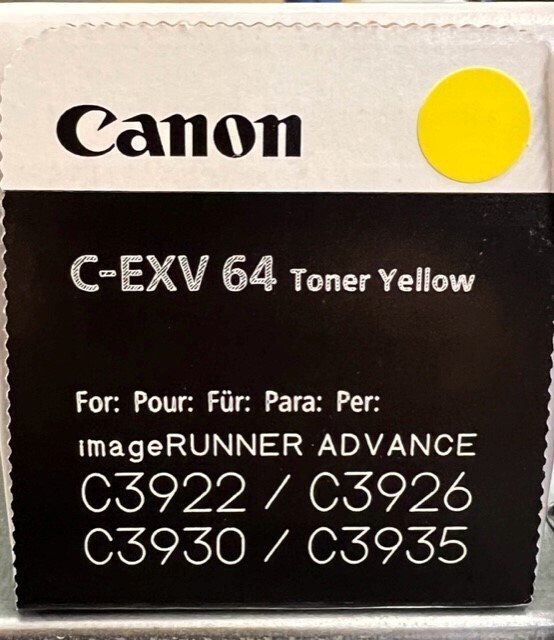 Canon
C-EXV 64 Toner Yellow
For: Pour: Für: Para: Per:
imageRUNNER ADVANCE
C3922 / C3926
C3930 / C3935